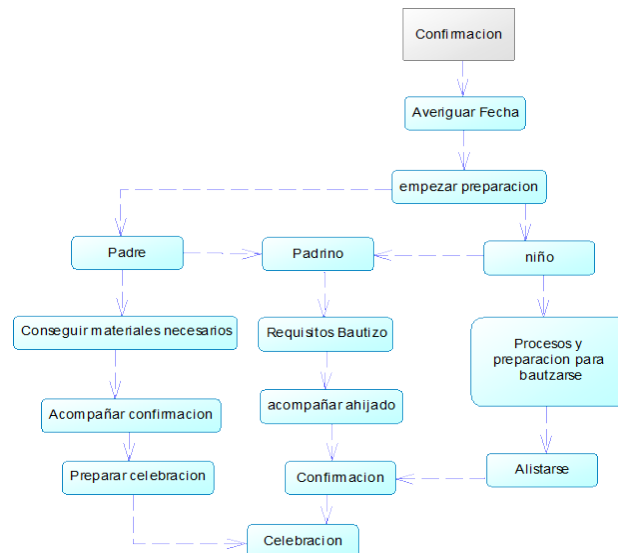 Confirmacion
Averiguar Fecha
empezar preparacion
Padre
Padrino
niño
Conseguir materiales necesarios
Requisitos Bautizo
Procesos y
preparacion para
bautzarse
Acompañar confirmacion
acompañar ahijado
Preparar celebracion
Confirmacion
Alistarse
Celebracion